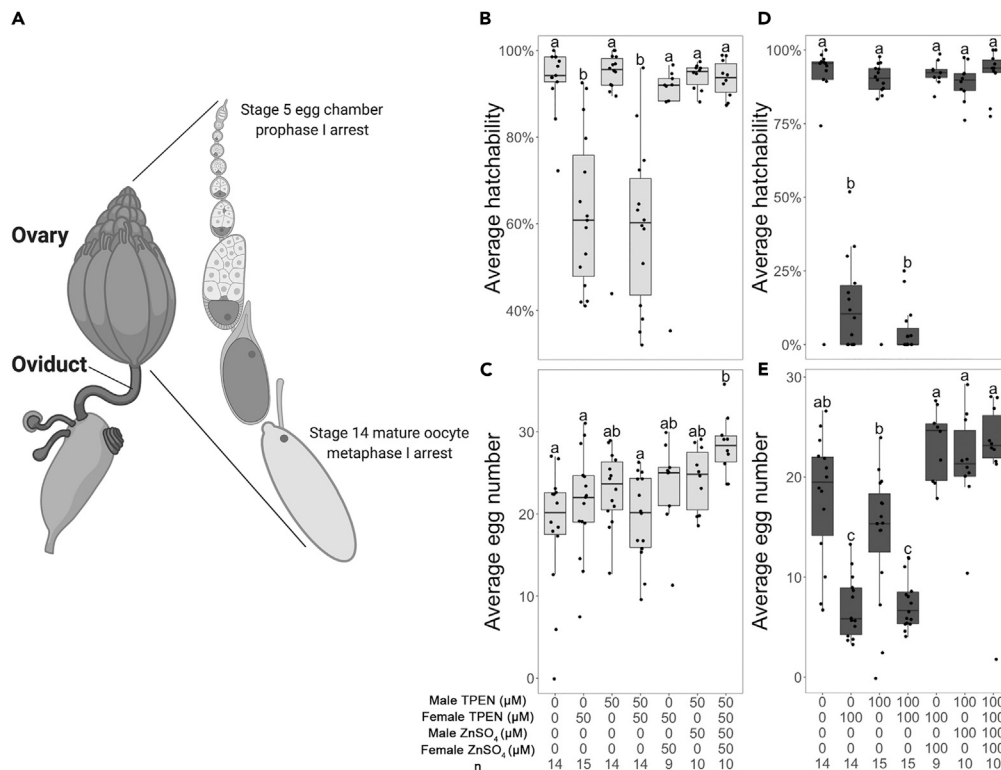 A
Stage 5 egg chamber
prophase I arrest
Ovary
Oviduct
Stage 14 mature oocyte
metaphase I arrest
B
Average hatchability
100%
80%
60%
40%
a b a b a a a
C
Average egg number
30
20
10
0
a a ab a ab ab b
D
Average hatchability
100%
75%
50%
25%
0%
a b a b a a a
E
Average egg number
30
20
10
0
ab c b c a a a
Male TPEN (µM) 0 0 50 50 0 50 50 0 0 100 100 0 100 100
Female TPEN (µM) 0 50 0 50 50 0 50 0 100 0 100 100 0 100
Male ZnSO4 (µM) 0 0 0 0 0 50 50 0 0 0 0 0 100 100
Female ZnSO4 (µM) 0 0 0 0 50 0 50 0 0 0 0 100 0 100
n 14 15 14 14 9 10 10 14 14 15 15 9 10 10